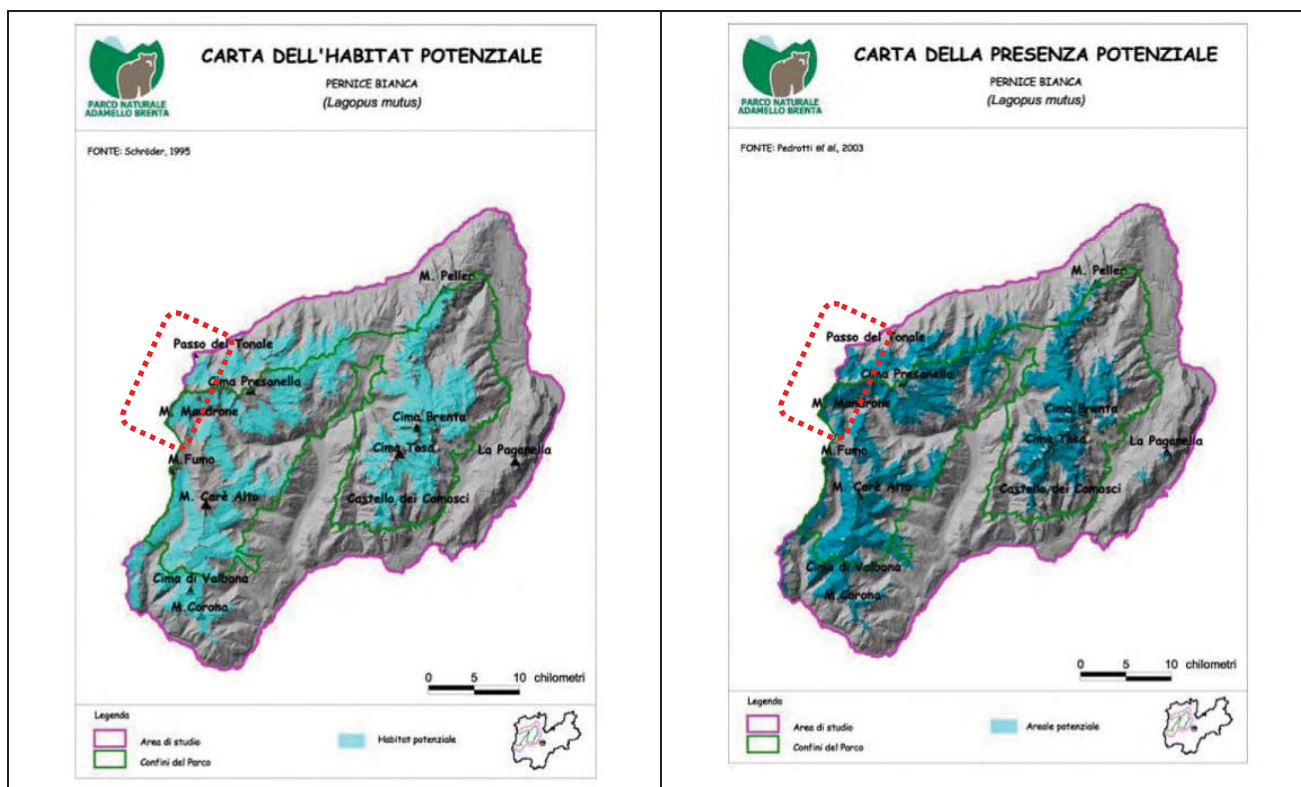 CARTA DELL'HABITAT POTENZIALE
PERNICE BIANCA
(Lagopus mutus)
PARCO NATURALE
ADAMELLO BRENTA
FONTE: Schröder, 1995
M. Peller
Passo del Tonale
Cima Presanella
M. Mandrone
Cima Brenta
Cima Tosa
La Paganella
M.Fumo
M. Carè Alto
Castello dei Camosci
Cima di Valbona
M.Corona
0 5 10 chilometri
Legenda
Area di studio
Confini del Parco
Habitat potenziale
CARTA DELLA PRESENZA POTENZIALE
PERNICE BIANCA
(Lagopus mutus)
PARCO NATURALE
ADAMELLO BRENTA
FONTE: Pedrotti et al., 2003
M. Peller
Passo del Tonale
Cima Presanella
M. Mandrone
Cima Brenta
Cima Tosa
La Paganella
M.Fumo
M. Carè Alto
Castello dei Camosci
Cima di Valbona
M.Corona
0 5 10 chilometri
Legenda
Area di studio
Confini del Parco
Areale potenziale